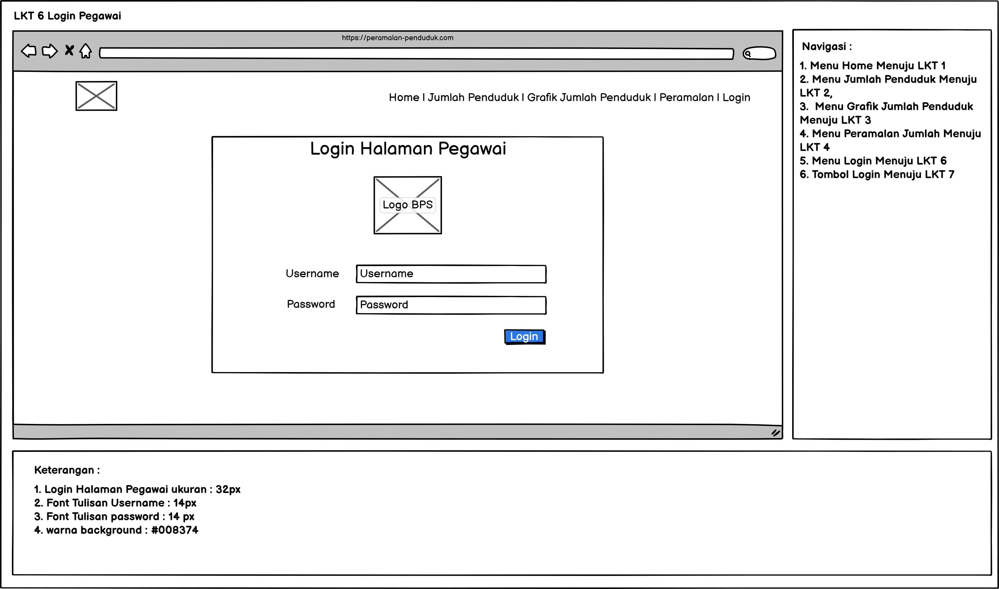 LKT 6 Login Pegawai
https://peramalan-penduduk.com
Home | Jumlah Penduduk | Grafik Jumlah Penduduk | Peramalan | Login
Login Halaman Pegawai
Logo BPS
Username
Username
Password
Password
Login
Navigasi :
1. Menu Home Menuju LKT 1
2. Menu Jumlah Penduduk Menuju
LKT 2,
3.  Menu Grafik Jumlah Penduduk
Menuju LKT 3
4. Menu Peramalan Jumlah Menuju
LKT 4
5. Menu Login Menuju LKT 6
6. Tombol Login Menuju LKT 7
Keterangan :
1. Login Halaman Pegawai ukuran : 32px
2. Font Tulisan Username : 14px
3. Font Tulisan password : 14 px
4. warna background : #008374